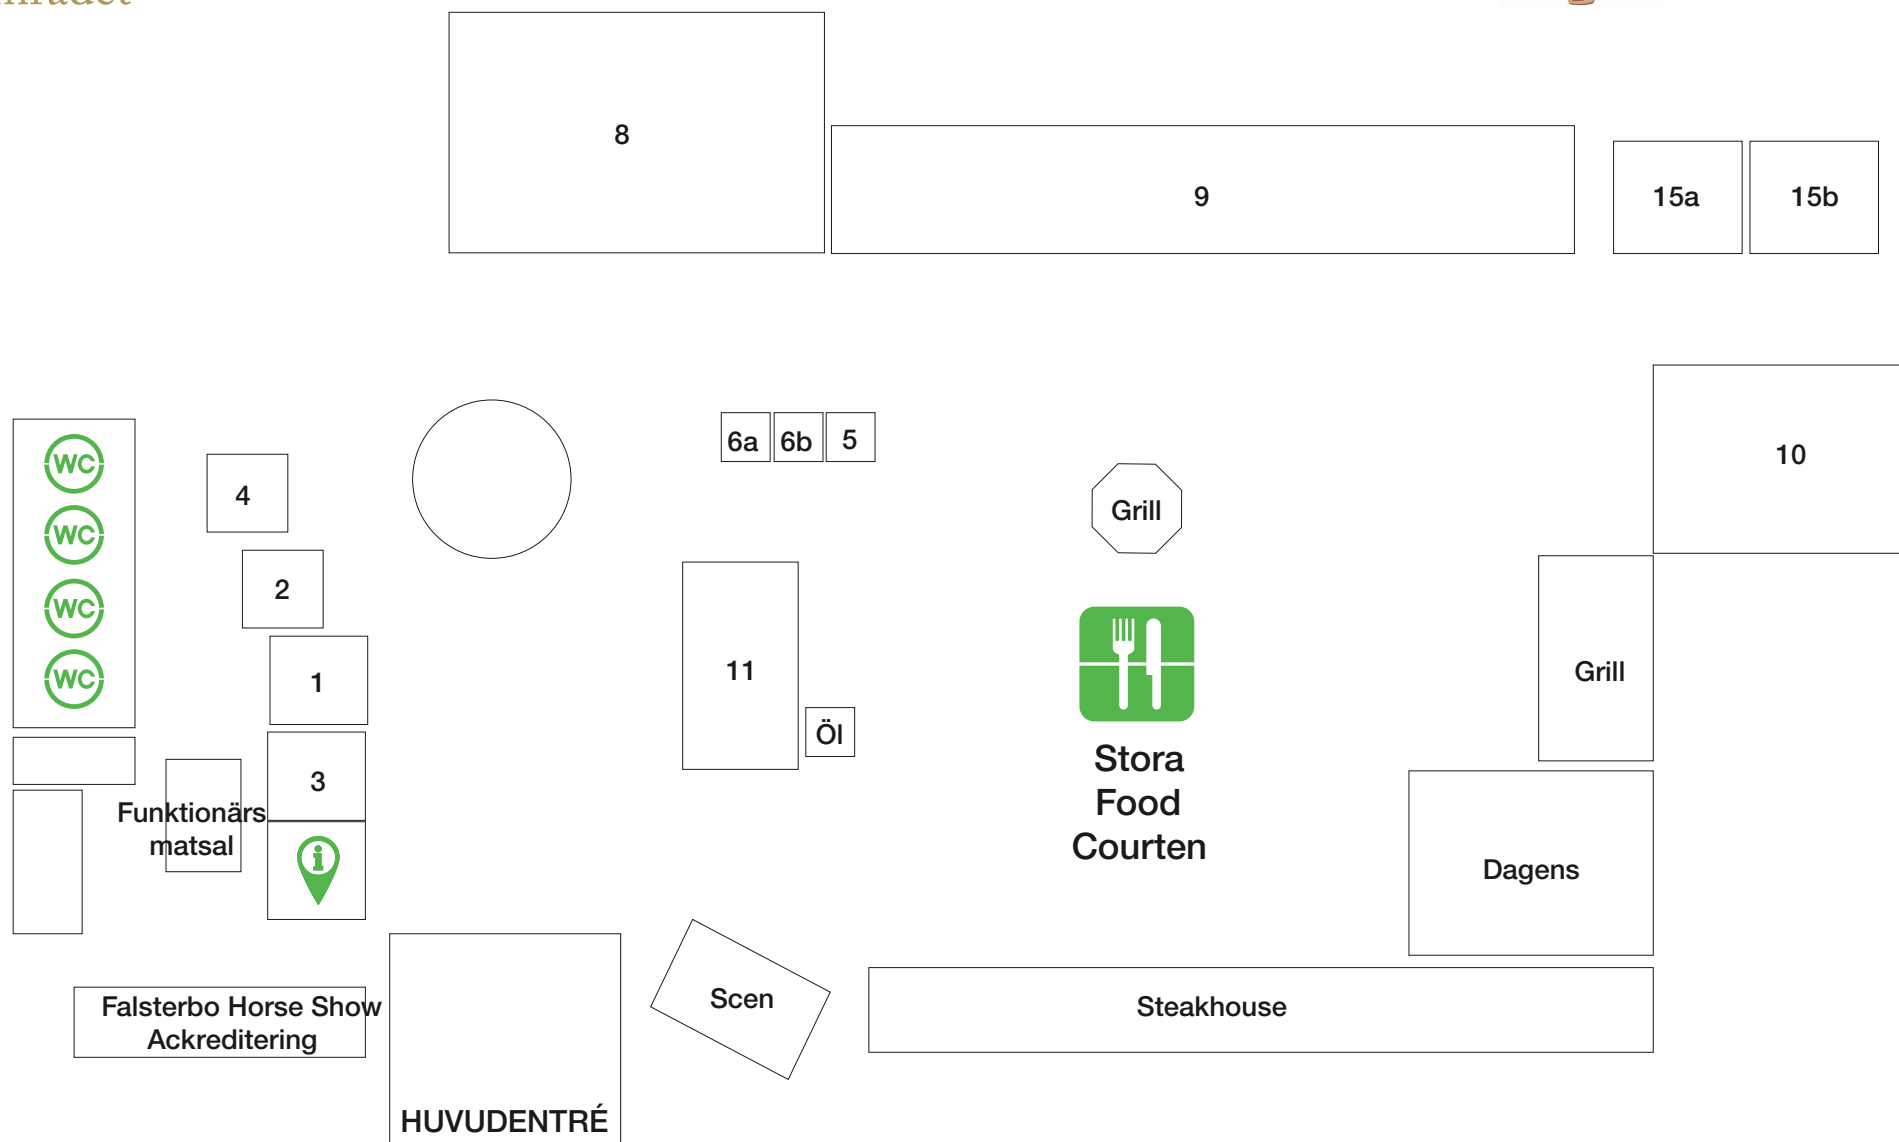 8
9
15a
15b
10
6a
6b
5
WC
WC
WC
WC
4
2
1
3
Grill
11
Öl
Grill
Stora
Food
Courten
Funktionärs
matsal
i
Dagens
Scen
Steakhouse
Falsterbo Horse Show
Ackreditering
HUVUDENTRÉ